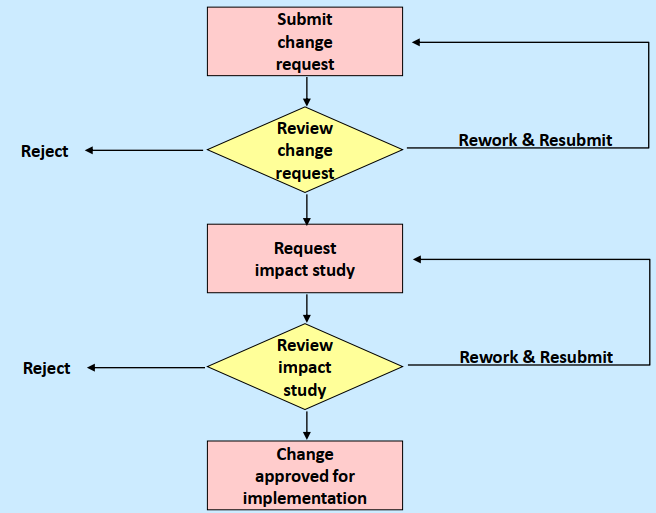 Submit
change
request
Review
change
request
Reject
Rework & Resubmit
Request
impact study
Review
impact
study
Reject
Rework & Resubmit
Change
approved for
implementation